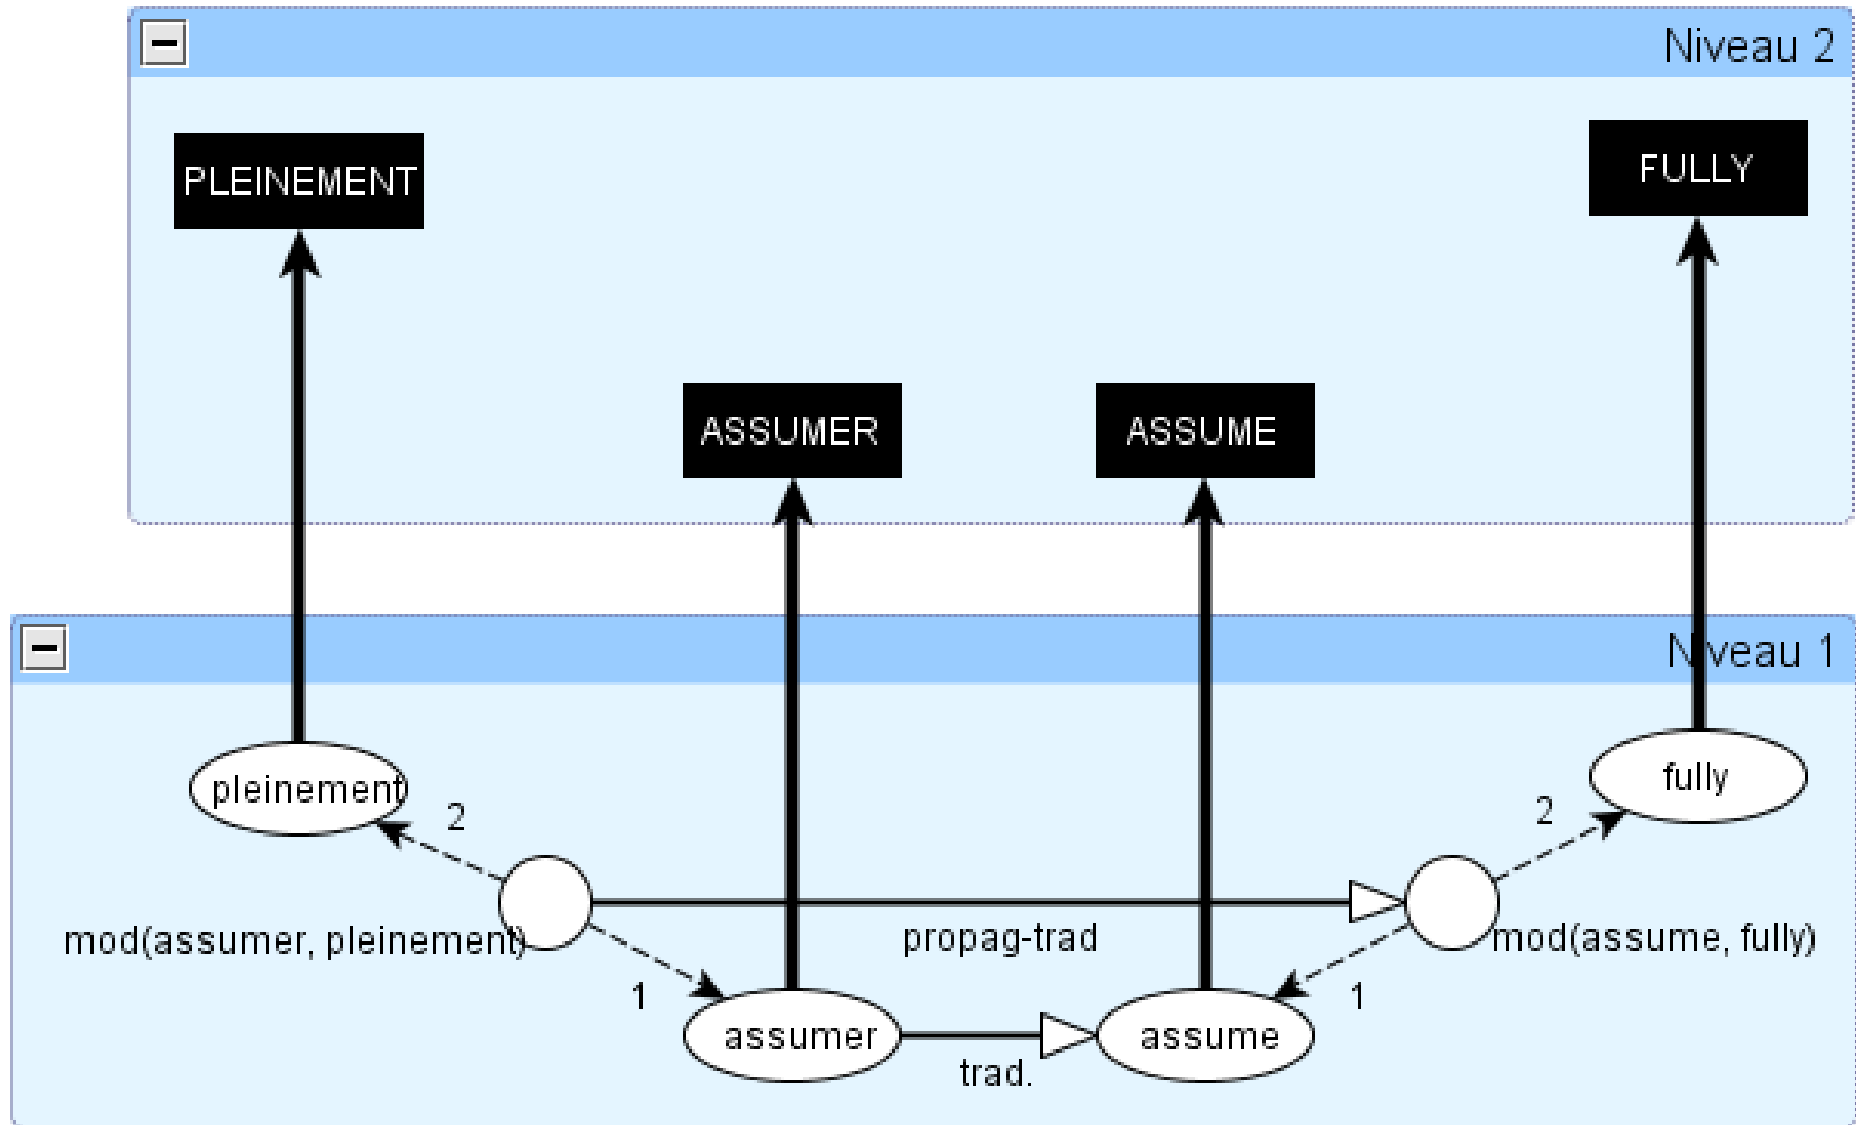 Niveau 2
PLEINEMENT
FULLY
ASSUMER
ASSUME
Niveau 1
pleinement
fully
2
2
mod(assumer, pleinement)
propag-trad
mod(assume, fully)
1
1
assumer
assume
trad.